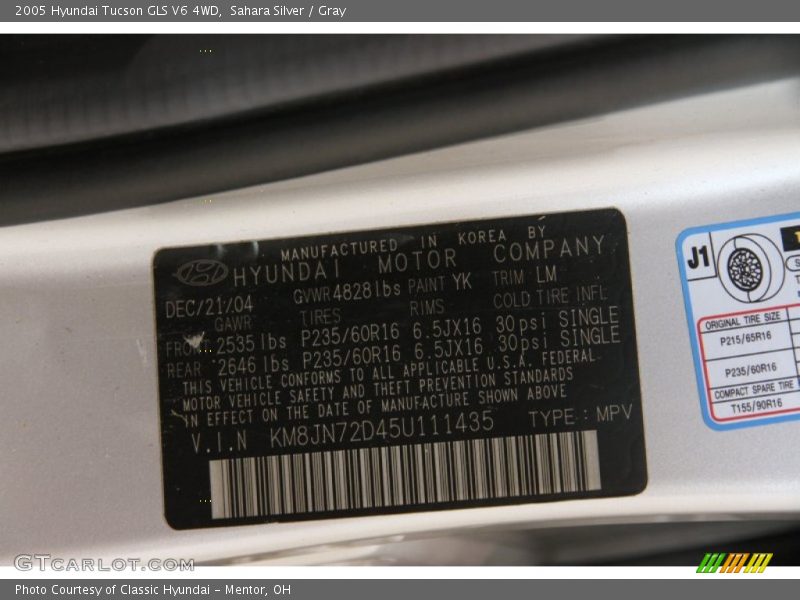 2005 Hyundai Tucson GLS V6 4WD, Sahara Silver / Gray
MANUFACTURED IN KOREA BY
HYUNDAI MOTOR COMPANY
DEC/21/04 GVWR 4828 lbs PAINT YK TRIM LM
GAWR TIRES RIMS COLD TIRE INFL
FRONT 2535 lbs P235/60R16 6.5JX16 30psi SINGLE
REAR 2646 lbs P235/60R16 6.5JX16 30psi SINGLE
THIS VEHICLE CONFORMS TO ALL APPLICABLE U.S.A. FEDERAL
MOTOR VEHICLE SAFETY AND THEFT PREVENTION STANDARDS
IN EFFECT ON THE DATE OF MANUFACTURE SHOWN ABOVE
V.I.N KM8JN72D45U111435 TYPE : MPV
J1
ORIGINAL TIRE SIZE
P215/65R16
P235/60R16
COMPACT SPARE TIRE
T155/90R16
GTcarlot.com
Photo Courtesy of Classic Hyundai - Mentor, OH